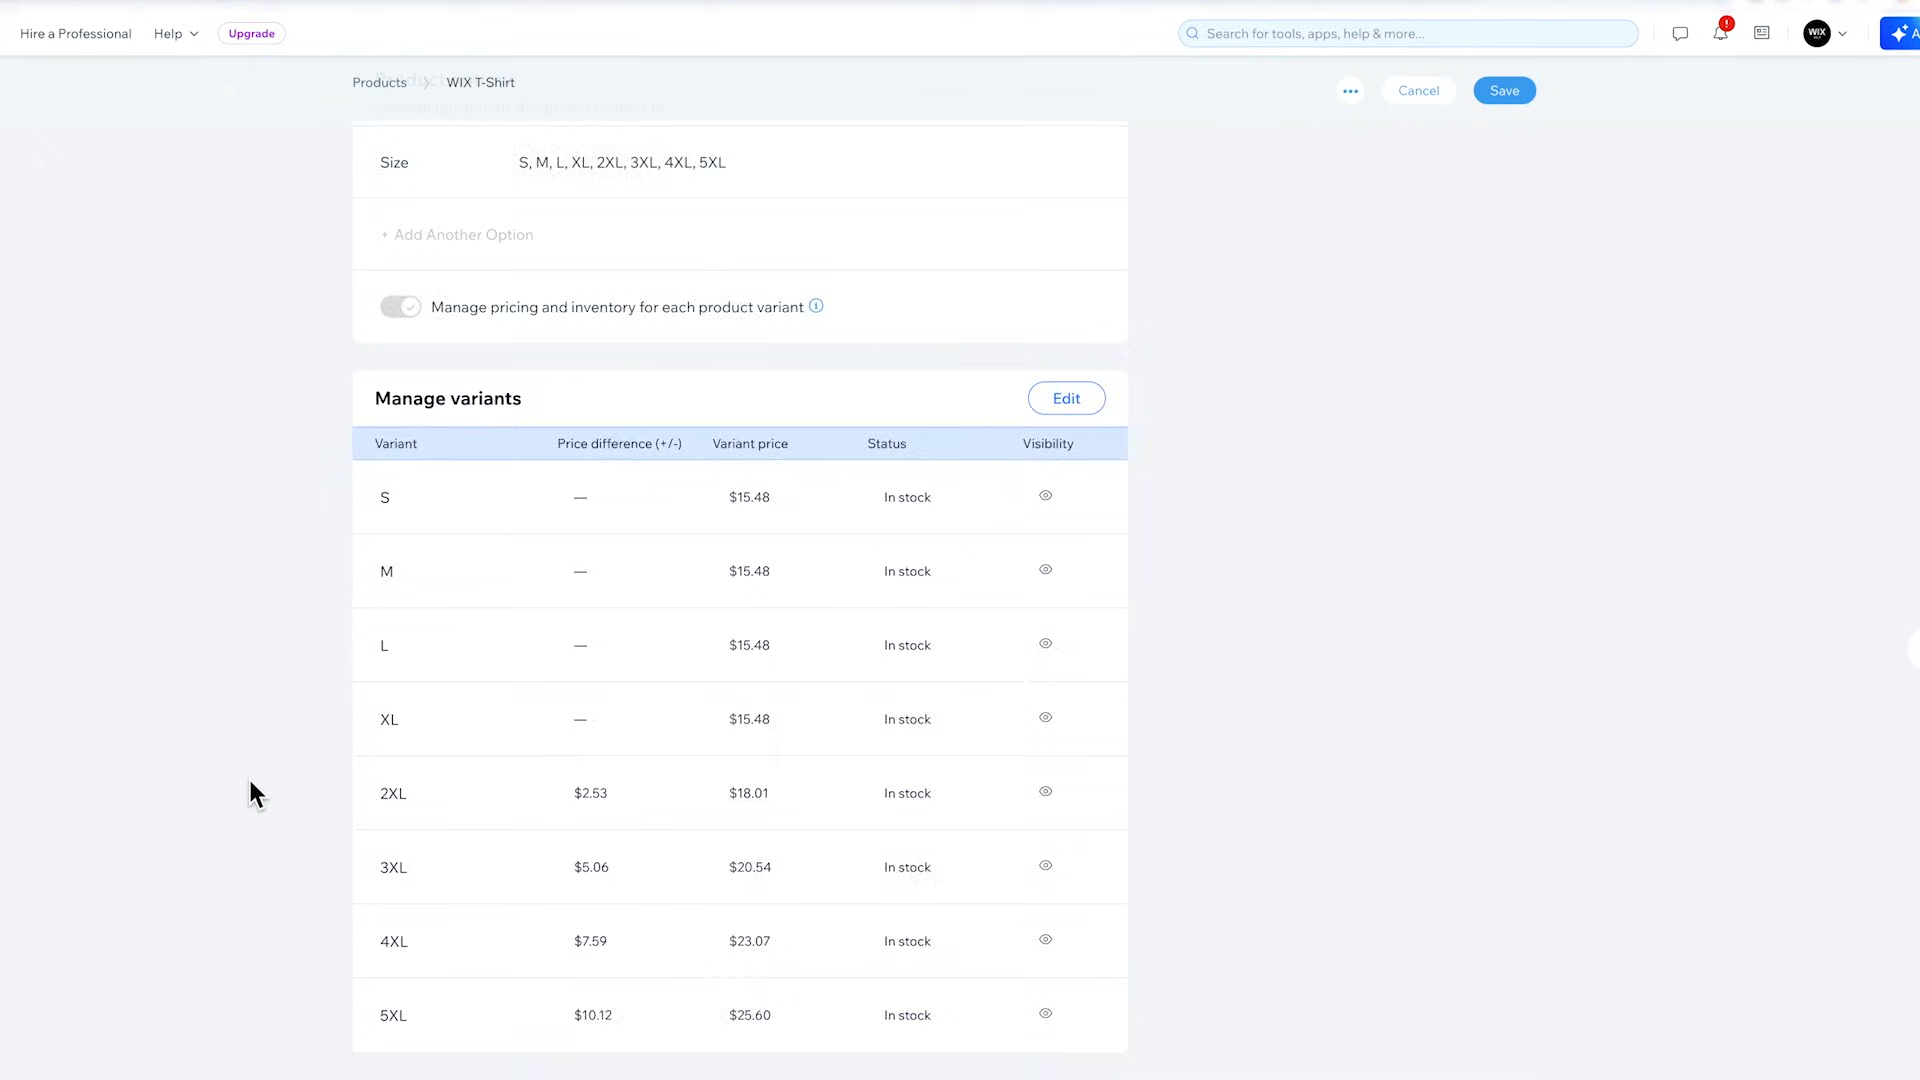 Hire a Professional Help Upgrade Search for tools, apps, help & more... ! WIX
Products > WIX T-Shirt Cancel Save
Size S, M, L, XL, 2XL, 3XL, 4XL, 5XL
+ Add Another Option
Manage pricing and inventory for each product variant
Manage variants Edit
Variant Price difference (+/-) Variant price Status Visibility
S — $15.48 In stock
M — $15.48 In stock
L — $15.48 In stock
XL — $15.48 In stock
2XL $2.53 $18.01 In stock
3XL $5.06 $20.54 In stock
4XL $7.59 $23.07 In stock
5XL $10.12 $25.60 In stock